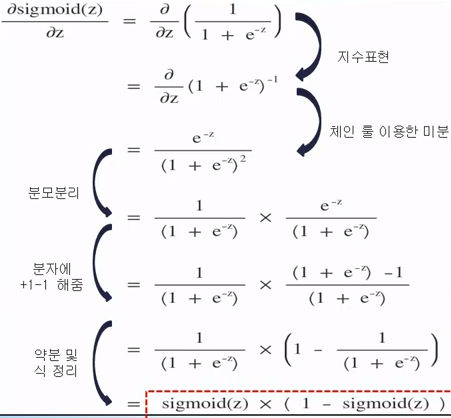 ∂sigmoid(z)/∂z = ∂/∂z ( 1 / (1 + e^-z) )
지수표현
= ∂/∂z (1 + e^-z)^-1
체인 룰 이용한 미분
= e^-z / (1 + e^-z)^2
분모분리
= 1 / (1 + e^-z) × e^-z / (1 + e^-z)
분자에
+1-1 해줌
= 1 / (1 + e^-z) × (1 + e^-z) -1 / (1 + e^-z)
약분 및
식 정리
= 1 / (1 + e^-z) × ( 1 - 1 / (1 + e^-z) )
= sigmoid(z) × ( 1 - sigmoid(z) )